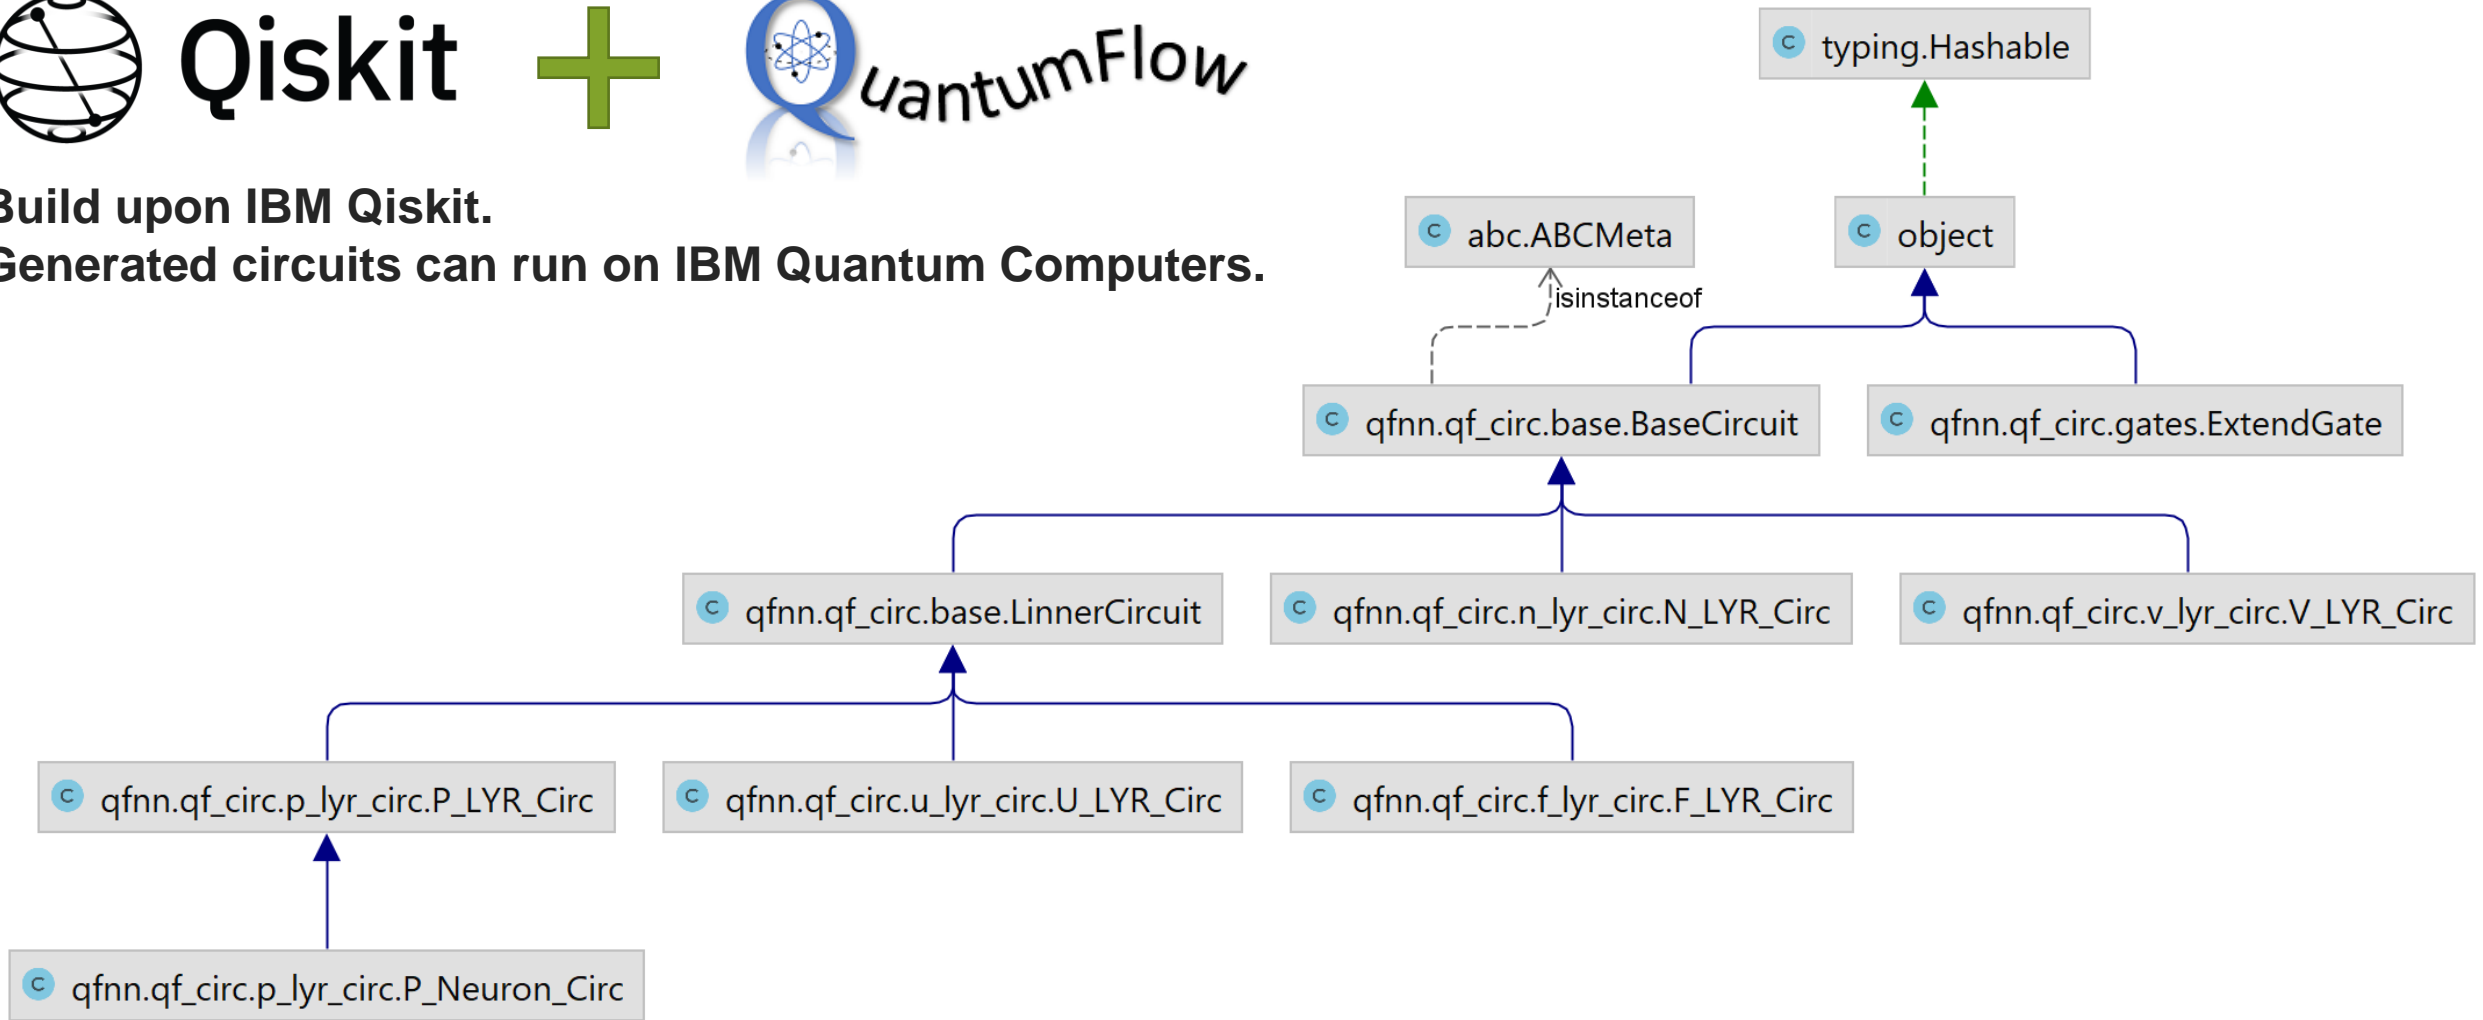 Qiskit
QuantumFlow
Build upon IBM Qiskit.
Generated circuits can run on IBM Quantum Computers.
C typing.Hashable
C abc.ABCMeta
C object
isinstanceof
C qfnn.qf_circ.base.BaseCircuit
C qfnn.qf_circ.gates.ExtendGate
C qfnn.qf_circ.base.LinnerCircuit
C qfnn.qf_circ.n_lyr_circ.N_LYR_Circ
C qfnn.qf_circ.v_lyr_circ.V_LYR_Circ
C qfnn.qf_circ.p_lyr_circ.P_LYR_Circ
C qfnn.qf_circ.u_lyr_circ.U_LYR_Circ
C qfnn.qf_circ.f_lyr_circ.F_LYR_Circ
C qfnn.qf_circ.p_lyr_circ.P_Neuron_Circ